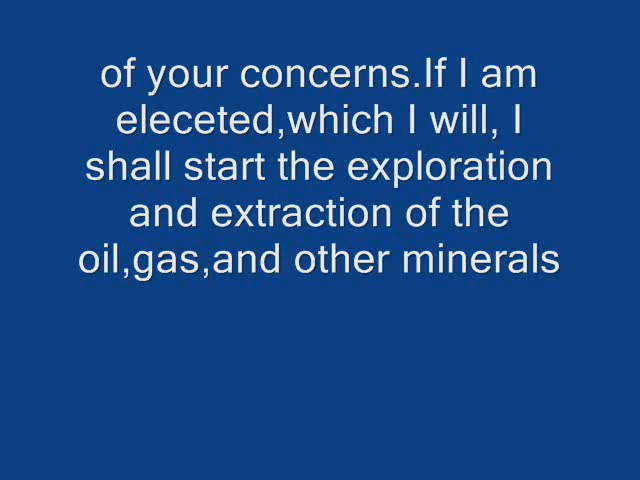 of your concerns.If I am
eleceted,which I will, I
shall start the exploration
and extraction of the
oil,gas,and other minerals